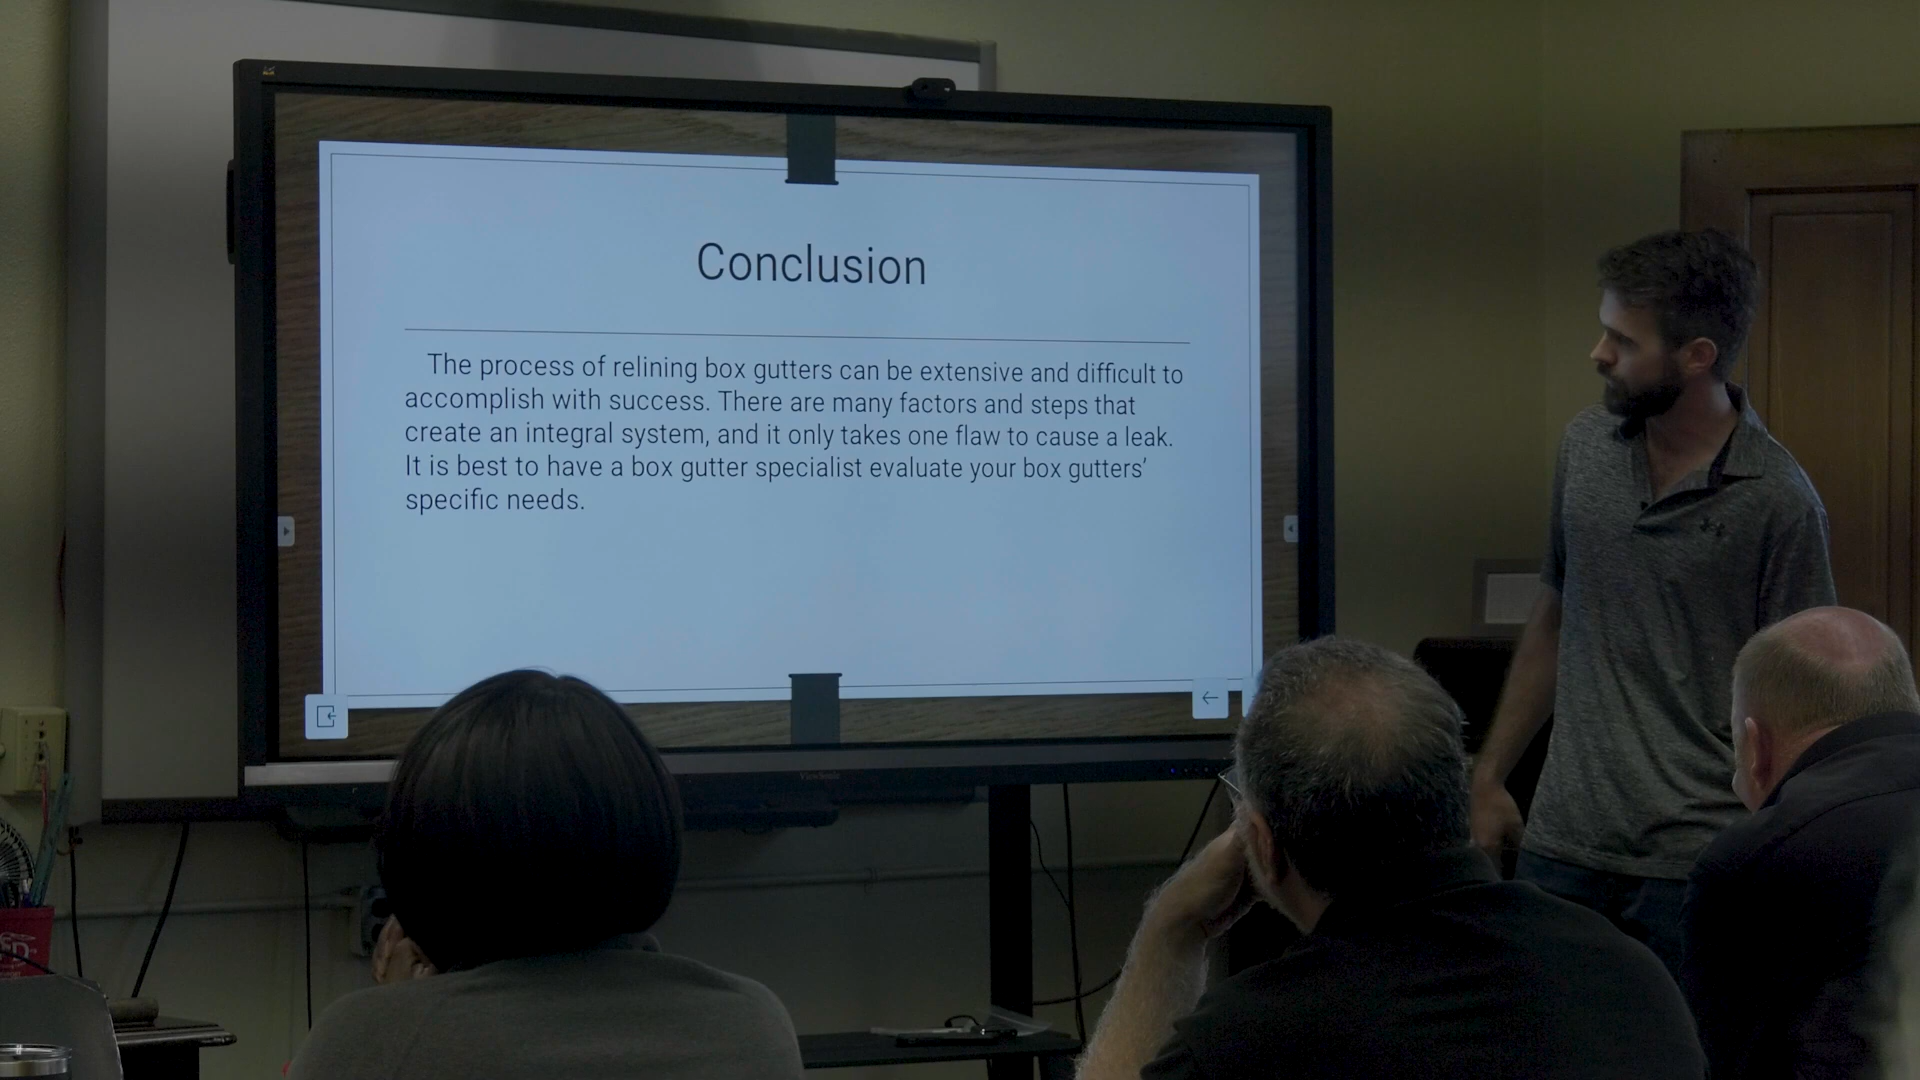 Conclusion
The process of relining box gutters can be extensive and difficult to
accomplish with success. There are many factors and steps that
create an integral system, and it only takes one flaw to cause a leak.
It is best to have a box gutter specialist evaluate your box gutters’
specific needs.
ViewSonic